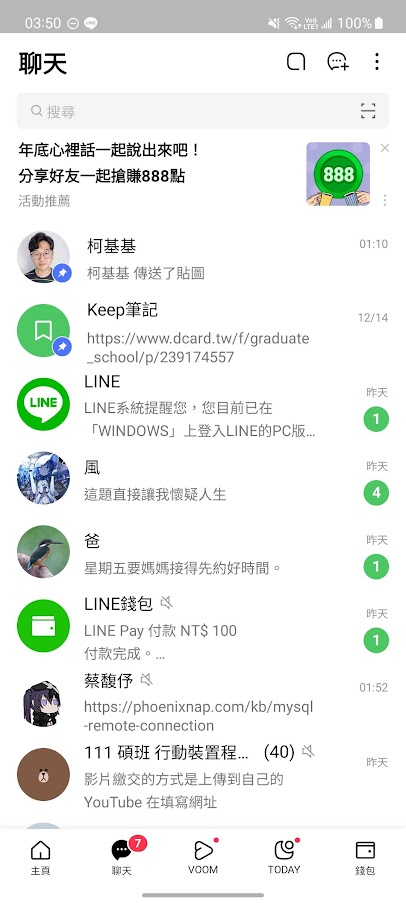 03:50 LINE Vo) LTE1 100%
聊天
搜尋
年底心裡話一起說出來吧！
分享好友一起搶賺888點
888
活動推薦
柯基基 01:10
柯基基 傳送了貼圖
Keep筆記 12/14
https://www.dcard.tw/f/graduate
_school/p/239174557
LINE
LINE 昨天
LINE系統提醒您，您目前已在 1
「WINDOWS」上登入LINE的PC版...
風 昨天
這題直接讓我懷疑人生 4
爸 昨天
星期五要媽媽接得先約好時間。 1
LINE錢包 昨天
LINE Pay 付款 NT$ 100 1
付款完成。...
蔡馥伃 01:52
https://phoenixnap.com/kb/mysql
-remote-connection
111 碩班 行動裝置程... (40) 昨天
影片繳交的方式是上傳到自己的
YouTube 在填寫網址
7
主頁 聊天 VOOM TODAY 錢包